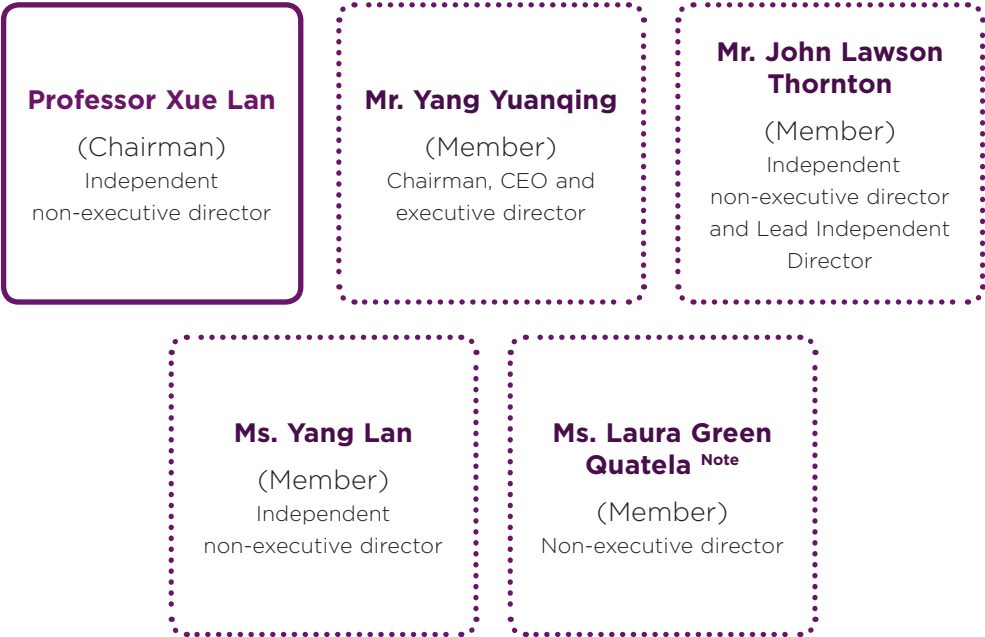 Professor Xue Lan
(Chairman)
Independent
non-executive director
Mr. Yang Yuanqing
(Member)
Chairman, CEO and
executive director
Mr. John Lawson
Thornton
(Member)
Independent
non-executive director
and Lead Independent
Director
Ms. Yang Lan
(Member)
Independent
non-executive director
Ms. Laura Green
Quatela Note
(Member)
Non-executive director